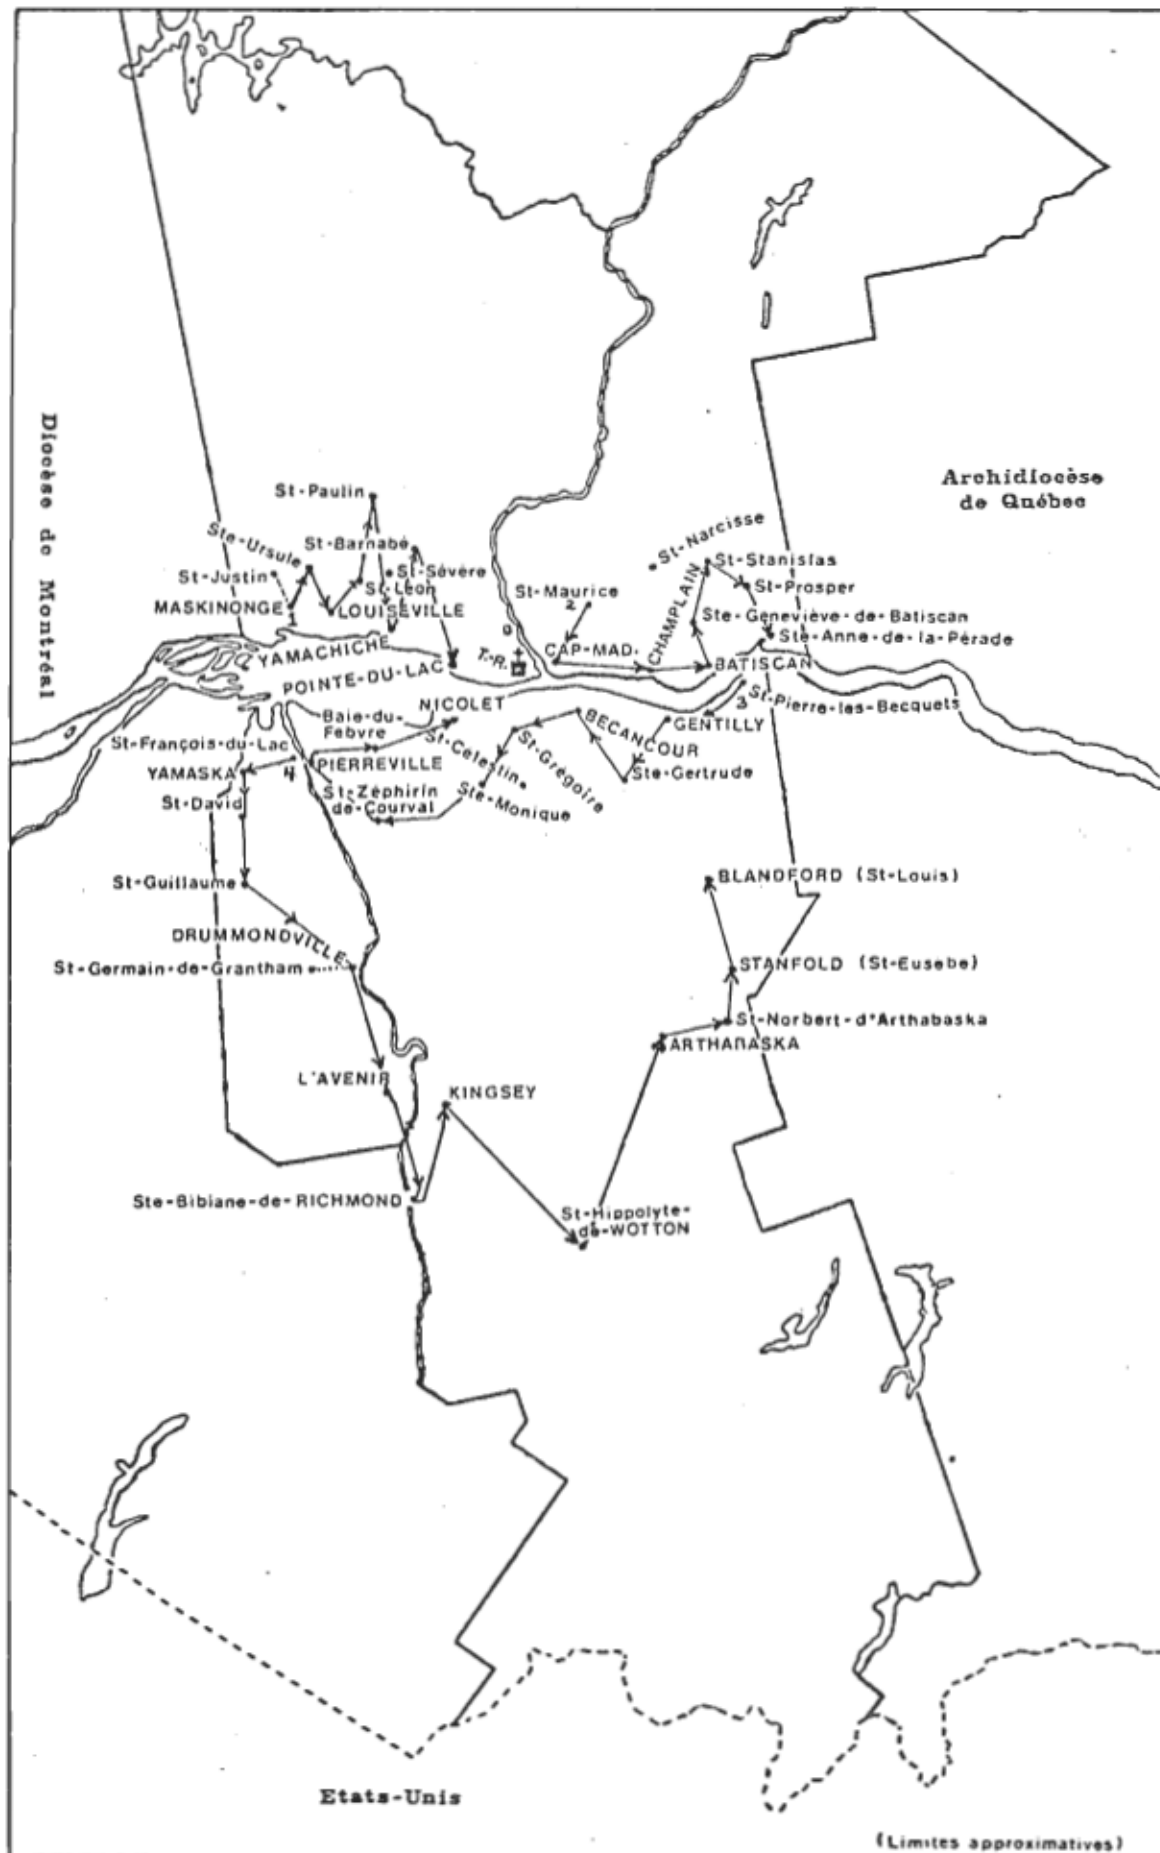 Diocèse de Montréal
Archidiocèse
de Québec
St-Paulin
Ste-Ursule
St-Barnabé
St-Justin
St-Sévère
St-Léon
MASKINONGE
1
LOUISEVILLE
YAMACHICHE
POINTE-DU-LAC
T.-R.
St-Narcisse
St-Stanislas
St-Prosper
St-Maurice
2
CHAMPLAIN
Ste-Geneviève-de-Batiscan
Ste-Anne-de-la-Pérade
CAP-MAD.
BATISCAN
3
St-Pierre-les-Becquets
NICOLET
GENTILLY
BECANCOUR
Baie-du-
Febvre
St-Célestin
St-Grégoire
Ste-Gertrude
St-François-du-Lac
4
PIERREVILLE
YAMASKA
St-Zéphirin
de-Courval
Ste-Monique
St-David
St-Guillaume
BLANDFORD (St-Louis)
DRUMMONDVILLE
St-Germain-de-Grantham
STANFOLD (St-Eusebe)
St-Norbert-d'Arthabaska
ARTHABASKA
L'AVENIR
KINGSEY
Ste-Bibiane-de-RICHMOND
St-Hippolyte-
de-WOTTON
Etats-Unis
(Limites approximatives)